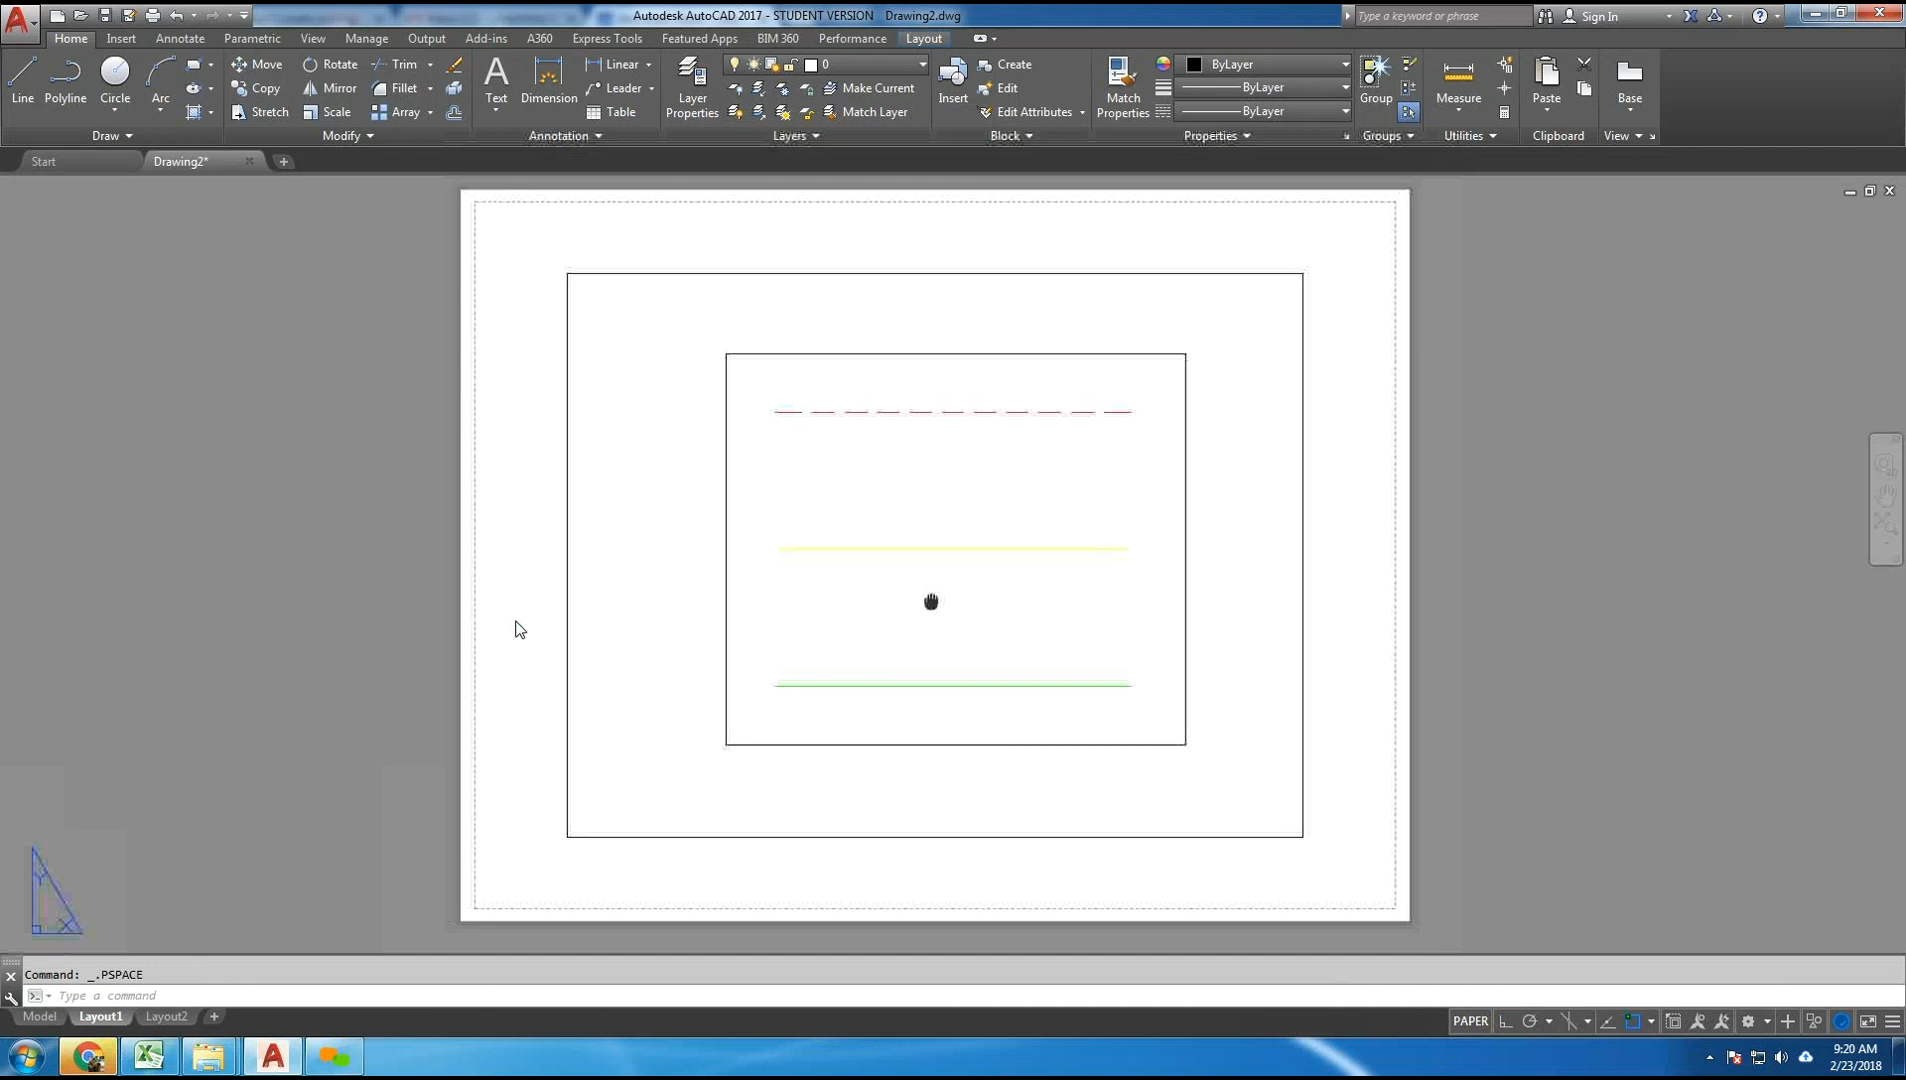 Autodesk AutoCAD 2017 - STUDENT VERSION Drawing2.dwg
Type a keyword or phrase
Sign In
Home Insert Annotate Parametric View Manage Output Add-ins A360 Express Tools Featured Apps BIM 360 Performance Layout
Move Rotate Trim Linear 0 Create ByLayer
Copy Mirror Fillet Leader Make Current Edit ByLayer
Line Polyline Circle Arc Text Dimension Layer Properties Insert Match Properties Group Measure Paste Base
Stretch Scale Array Table Match Layer Edit Attributes ByLayer
Draw Modify Annotation Layers Block Properties Groups Utilities Clipboard View
Start Drawing2*
Command: _.PSPACE
Type a command
Model Layout1 Layout2
PAPER
9:20 AM
2/23/2018